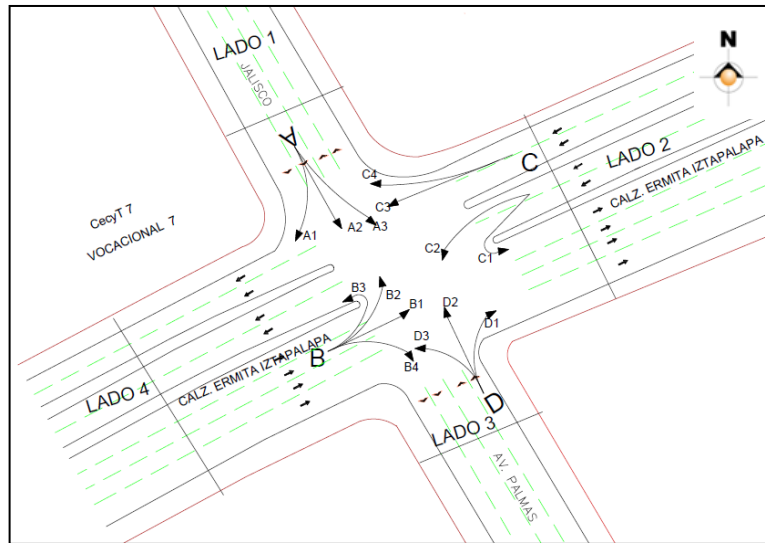 LADO 1
JALISCO
N
A
C
LADO 2
CALZ. ERMITA IZTAPALAPA
C4
C3
A3
A2
A1
C2
C1
CecyT 7
VOCACIONAL 7
B3
B2
B1
D2
D1
D3
B4
B
CALZ. ERMITA IZTAPALAPA
LADO 4
D
LADO 3
AV. PALMAS